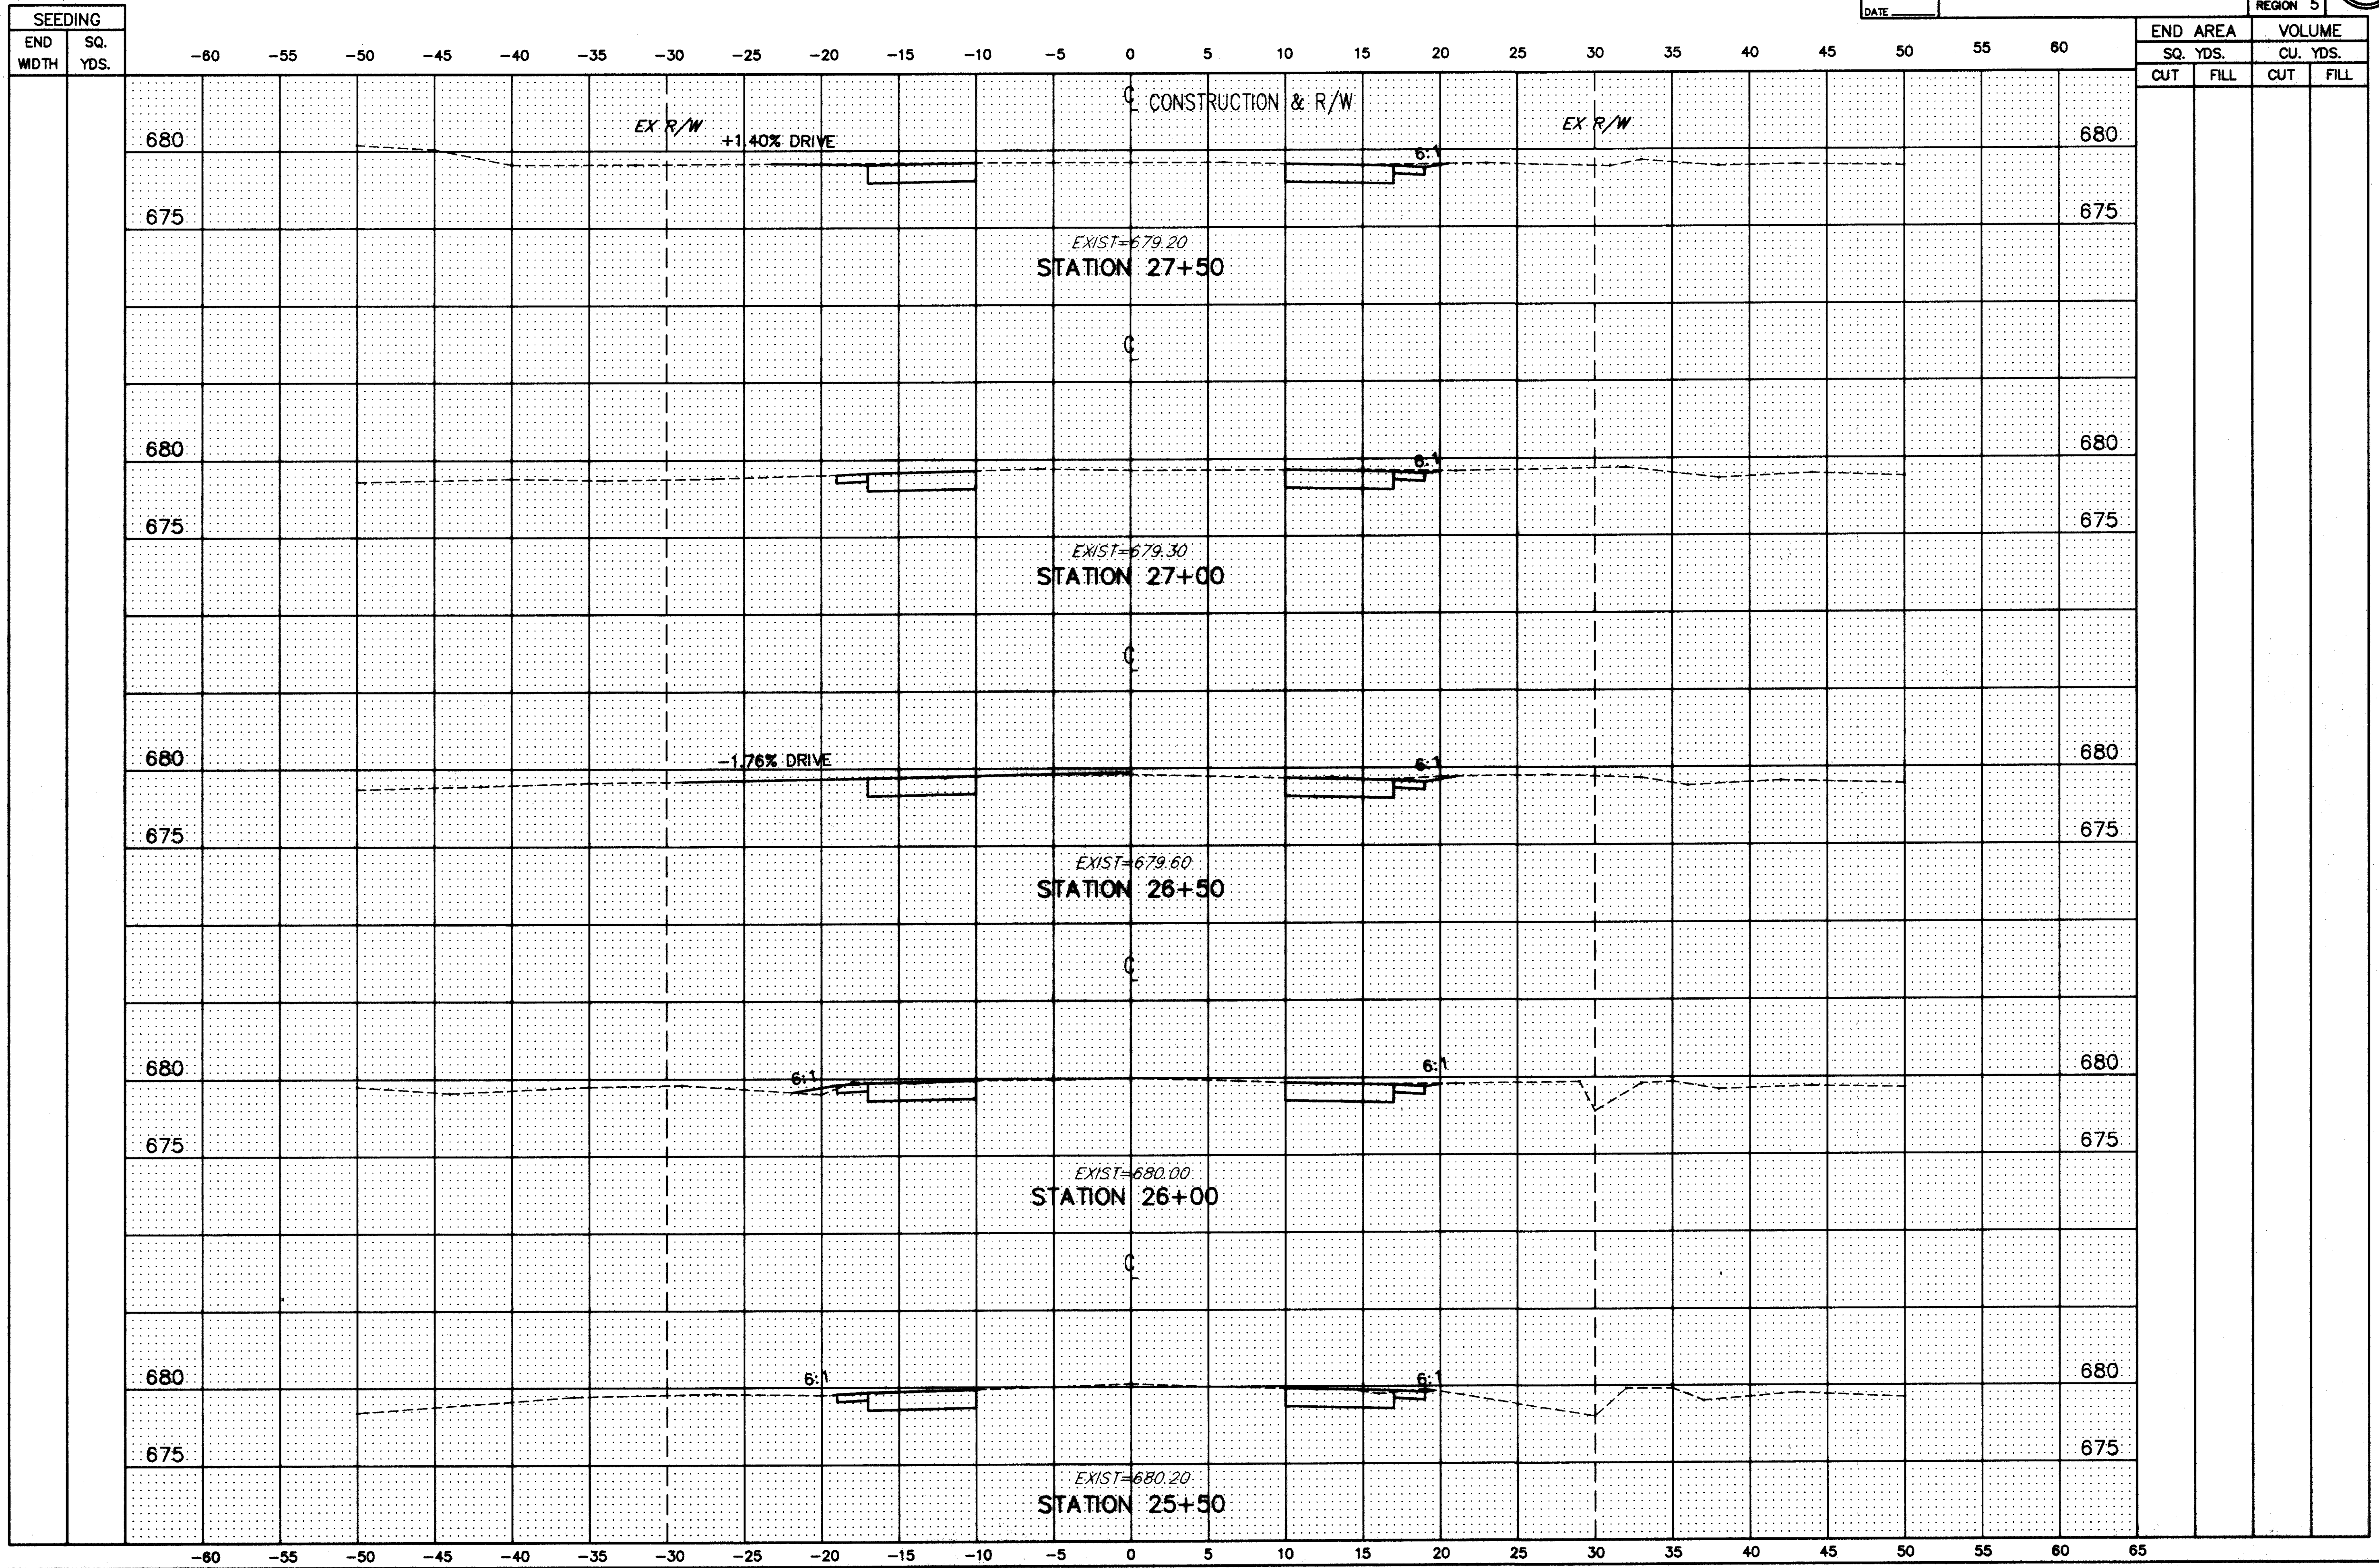 DATE
REGION 5
SEEDING
END WIDTH SQ. YDS.
END AREA VOLUME
SQ. YDS. CU. YDS.
CUT FILL CUT FILL
-60 -55 -50 -45 -40 -35 -30 -25 -20 -15 -10 -5 0 5 10 15 20 25 30 35 40 45 50 55 60
℄ CONSTRUCTION & R/W
EX R/W EX R/W
680 +1.40% DRIVE 6:1 680
675 675
EXIST=679.20
STATION 27+50
℄
680 6:1 680
675 675
EXIST=679.30
STATION 27+00
℄
680 -1.76% DRIVE 6:1 680
675 675
EXIST=679.60
STATION 26+50
℄
680 6:1 6:1 680
675 675
EXIST=680.00
STATION 26+00
℄
680 6:1 6:1 680
675 675
EXIST=680.20
STATION 25+50
-60 -55 -50 -45 -40 -35 -30 -25 -20 -15 -10 -5 0 5 10 15 20 25 30 35 40 45 50 55 60 65